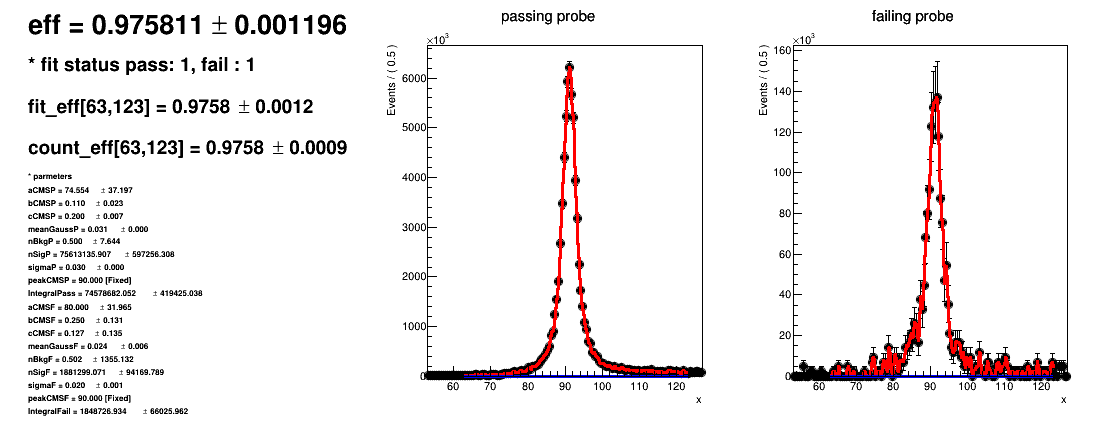 eff = 0.975811 ± 0.001196
* fit status pass: 1, fail : 1
fit_eff[63,123] = 0.9758 ± 0.0012
count_eff[63,123] = 0.9758 ± 0.0009
* parmeters
aCMSP = 74.554 ± 37.197
bCMSP = 0.110 ± 0.023
cCMSP = 0.200 ± 0.007
meanGaussP = 0.031 ± 0.000
nBkgP = 0.500 ± 7.644
nSigP = 75613135.907 ± 597256.308
sigmaP = 0.030 ± 0.000
peakCMSP = 90.000 [Fixed]
IntegralPass = 74578682.052 ± 419425.038
aCMSF = 80.000 ± 31.965
bCMSF = 0.250 ± 0.131
cCMSF = 0.127 ± 0.135
meanGaussF = 0.024 ± 0.006
nBkgF = 0.502 ± 1355.132
nSigF = 1881299.071 ± 94169.789
sigmaF = 0.020 ± 0.001
peakCMSF = 90.000 [Fixed]
IntegralFail = 1848726.934 ± 66025.962
passing probe
×10³
Events / ( 0.5 )
6000
5000
4000
3000
2000
1000
0
60 70 80 90 100 110 120
x
failing probe
×10³
Events / ( 0.5 )
160
140
120
100
80
60
40
20
0
60 70 80 90 100 110 120
x